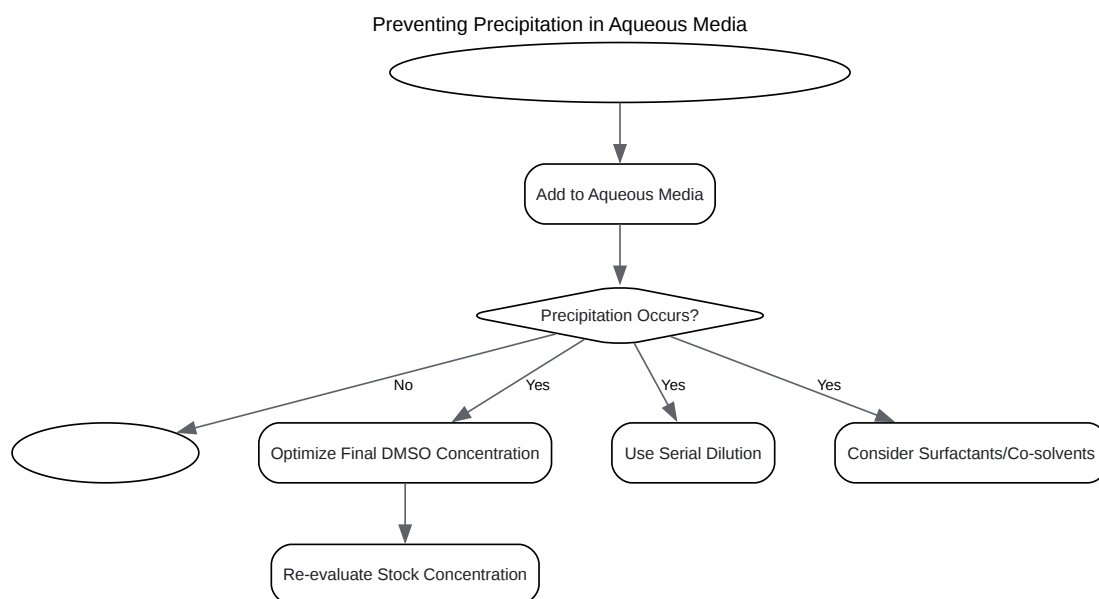 Preventing Precipitation in Aqueous Media
Add to Aqueous Media
Precipitation Occurs?
No
Yes
Yes
Yes
Optimize Final DMSO Concentration
Use Serial Dilution
Consider Surfactants/Co-solvents
Re-evaluate Stock Concentration